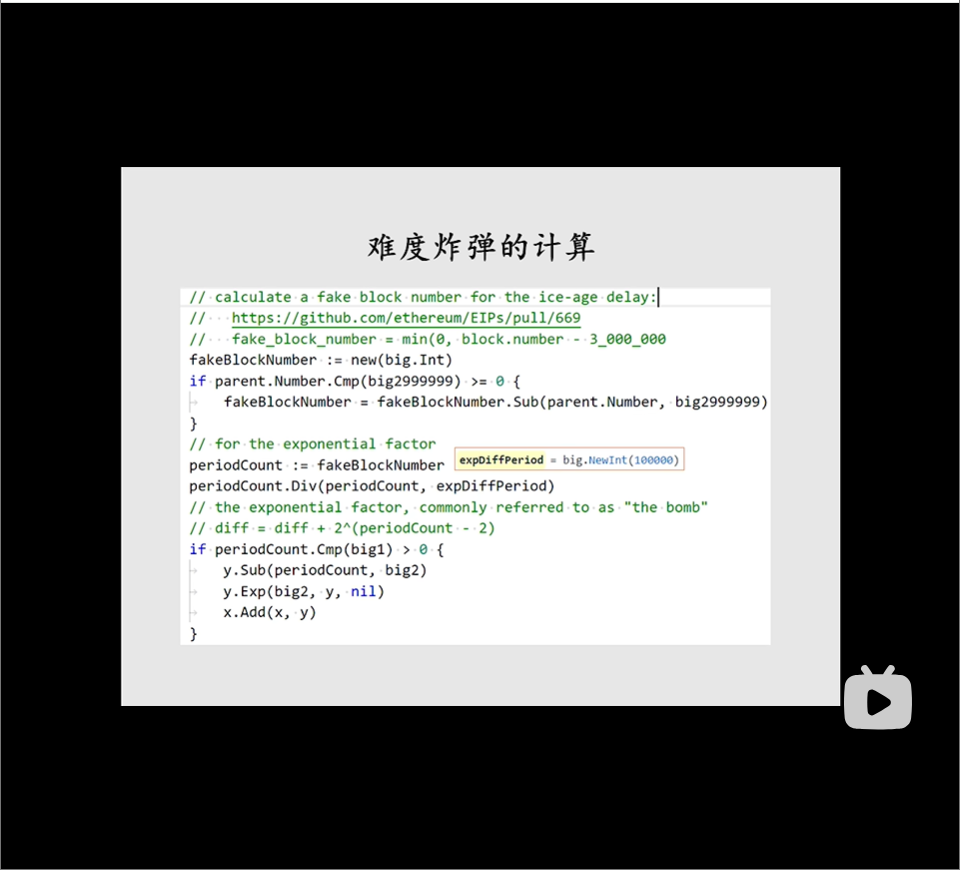 难度炸弹的计算
// calculate a fake block number for the ice-age delay:
// https://github.com/ethereum/EIPs/pull/669
// fake_block_number = min(0, block.number - 3_000_000
fakeBlockNumber := new(big.Int)
if parent.Number.Cmp(big2999999) >= 0 {
fakeBlockNumber = fakeBlockNumber.Sub(parent.Number, big2999999)
}
// for the exponential factor
periodCount := fakeBlockNumber expDiffPeriod = big.NewInt(100000)
periodCount.Div(periodCount, expDiffPeriod)
// the exponential factor, commonly referred to as "the bomb"
// diff = diff + 2^(periodCount - 2)
if periodCount.Cmp(big1) > 0 {
y.Sub(periodCount, big2)
y.Exp(big2, y, nil)
x.Add(x, y)
}